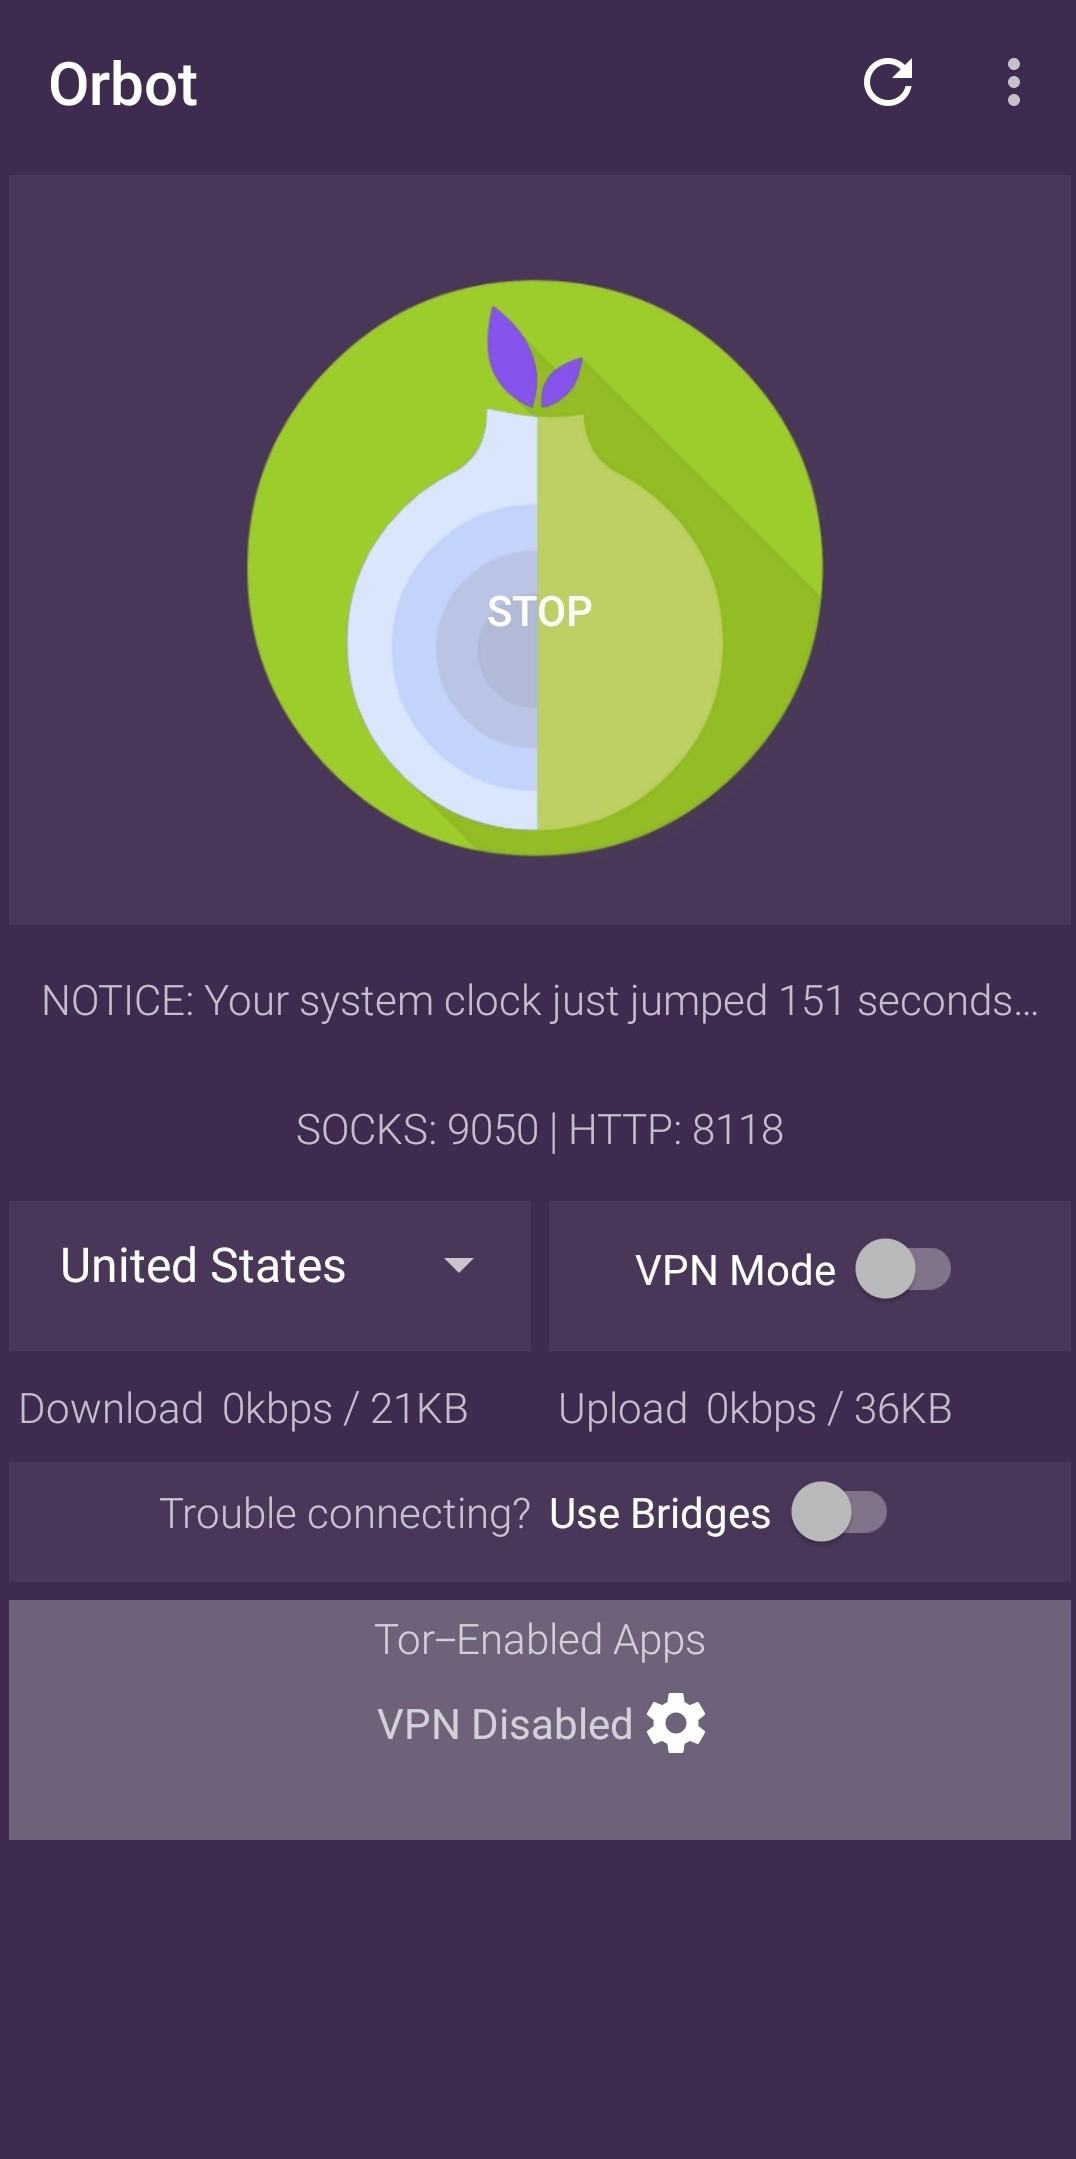 Orbot
STOP
NOTICE: Your system clock just jumped 151 seconds...
SOCKS: 9050 | HTTP: 8118
United States
VPN Mode
Download 0kbps / 21KB
Upload 0kbps / 36KB
Trouble connecting? Use Bridges
Tor-Enabled Apps
VPN Disabled